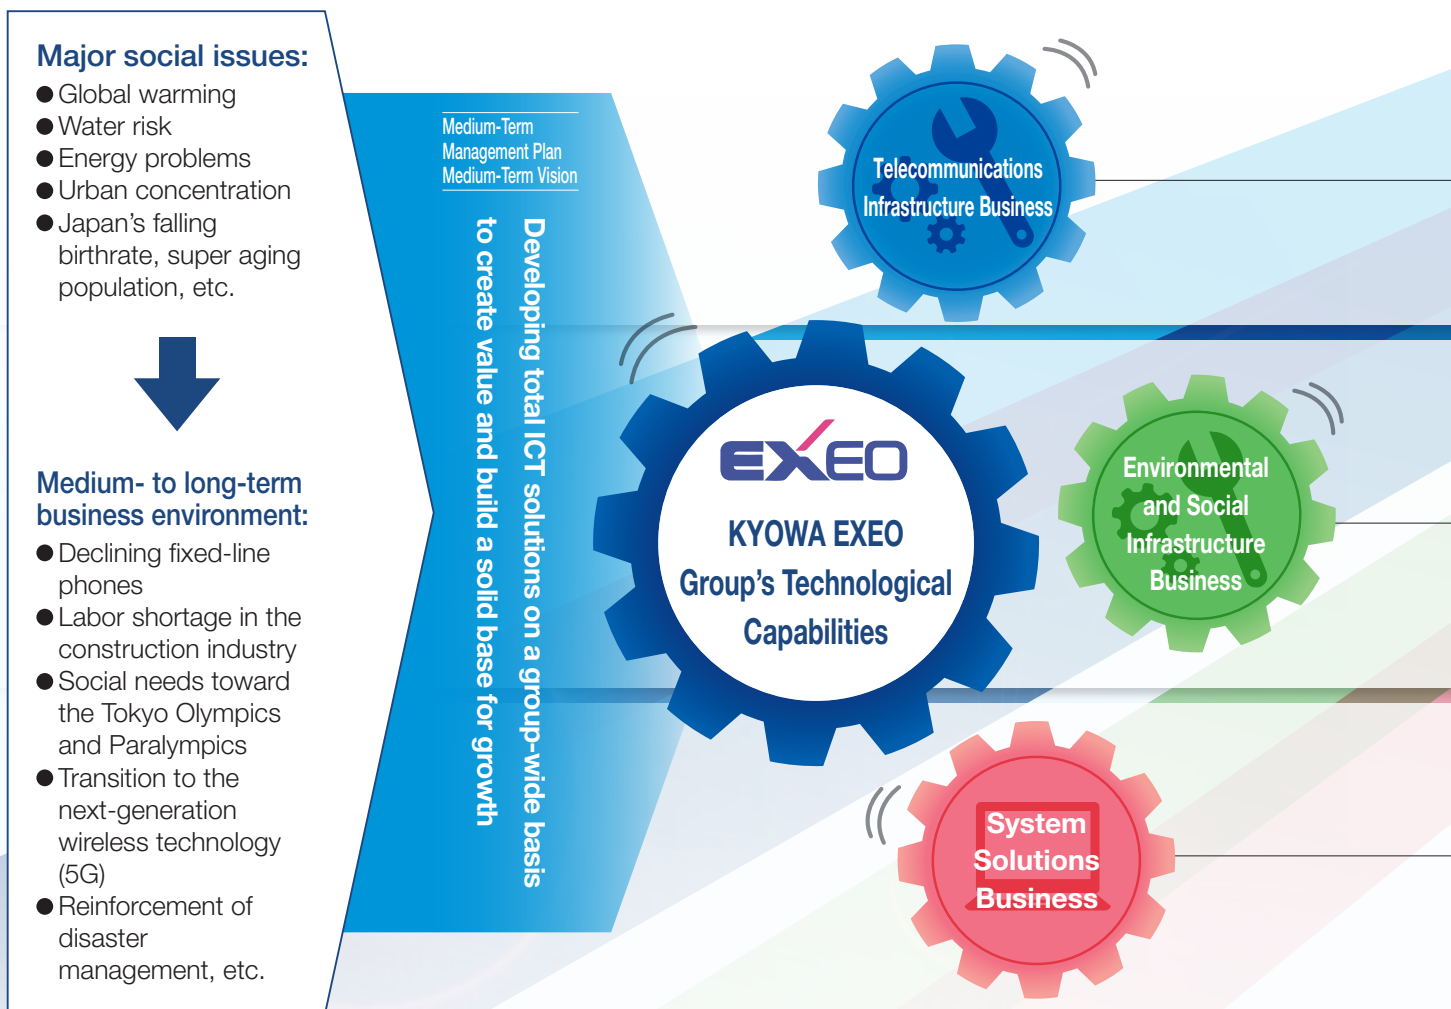 Major social issues:
● Global warming
● Water risk
● Energy problems
● Urban concentration
● Japan’s falling
birthrate, super aging
population, etc.
Medium- to long-term
business environment:
● Declining fixed-line
phones
● Labor shortage in the
construction industry
● Social needs toward
the Tokyo Olympics
and Paralympics
● Transition to the
next-generation
wireless technology
(5G)
● Reinforcement of
disaster
management, etc.
Medium-Term
Management Plan
Medium-Term Vision
Developing total ICT solutions on a group-wide basis
to create value and build a solid base for growth
EXEO
KYOWA EXEO
Group’s Technological
Capabilities
Telecommunications
Infrastructure Business
Environmental
and Social
Infrastructure
Business
System
Solutions
Business